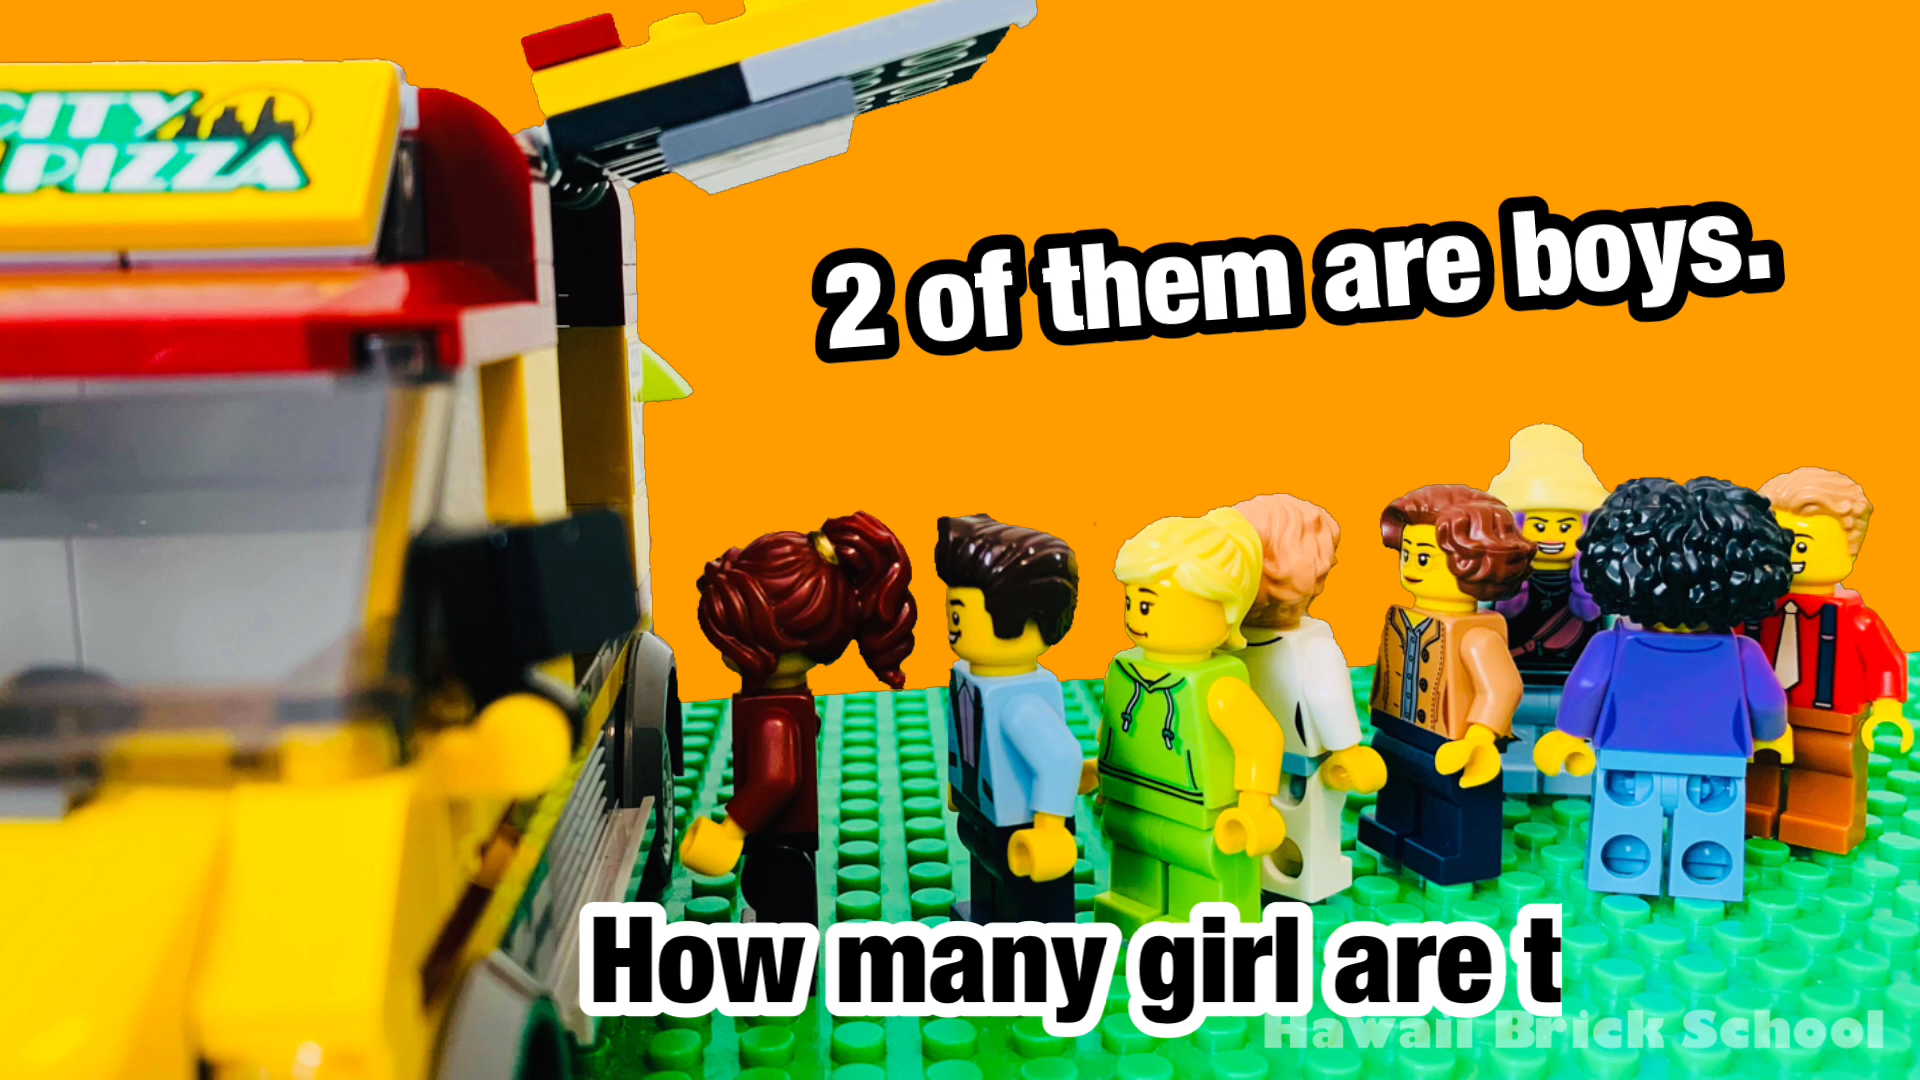 CITY
PIZZA
2 of them are boys.
How many girl are t
Hawaii Brick School